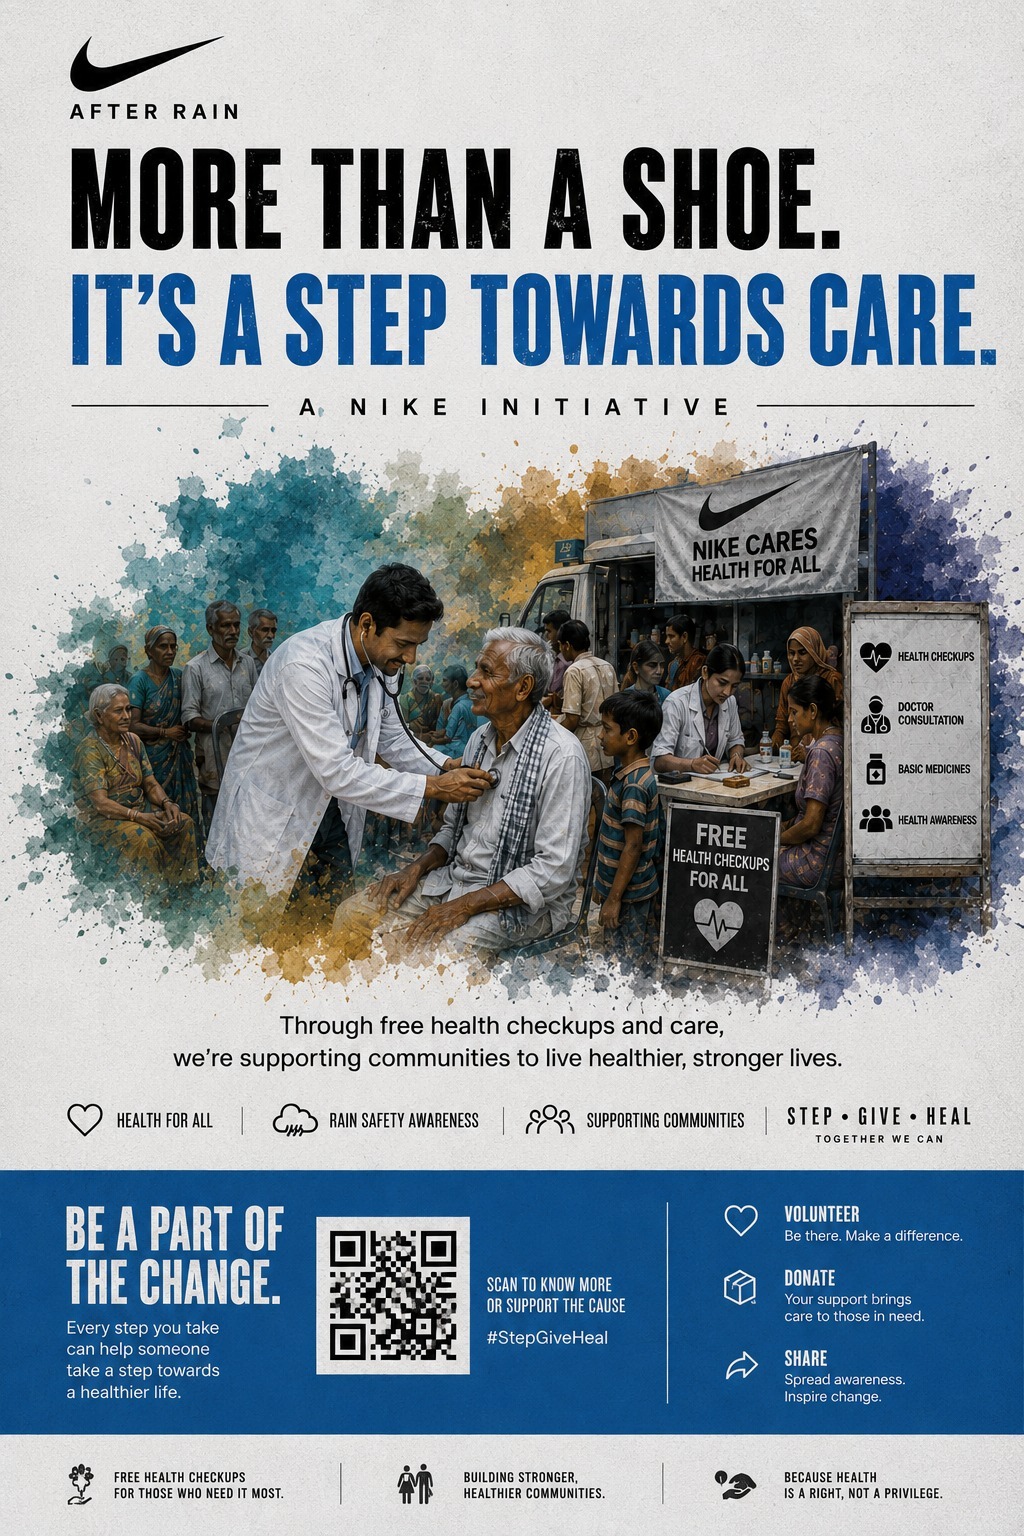 AFTER RAIN
MORE THAN A SHOE.
IT'S A STEP TOWARDS CARE.
A NIKE INITIATIVE
NIKE CARES
HEALTH FOR ALL
HEALTH CHECKUPS
DOCTOR
CONSULTATION
BASIC MEDICINES
HEALTH AWARENESS
FREE
HEALTH CHECKUPS
FOR ALL
Through free health checkups and care,
we're supporting communities to live healthier, stronger lives.
HEALTH FOR ALL
RAIN SAFETY AWARENESS
SUPPORTING COMMUNITIES
STEP • GIVE • HEAL
TOGETHER WE CAN
BE A PART OF
THE CHANGE.
Every step you take
can help someone
take a step towards
a healthier life.
SCAN TO KNOW MORE
OR SUPPORT THE CAUSE
#StepGiveHeal
VOLUNTEER
Be there. Make a difference.
DONATE
Your support brings
care to those in need.
SHARE
Spread awareness.
Inspire change.
FREE HEALTH CHECKUPS
FOR THOSE WHO NEED IT MOST.
BUILDING STRONGER,
HEALTHIER COMMUNITIES.
BECAUSE HEALTH
IS A RIGHT, NOT A PRIVILEGE.